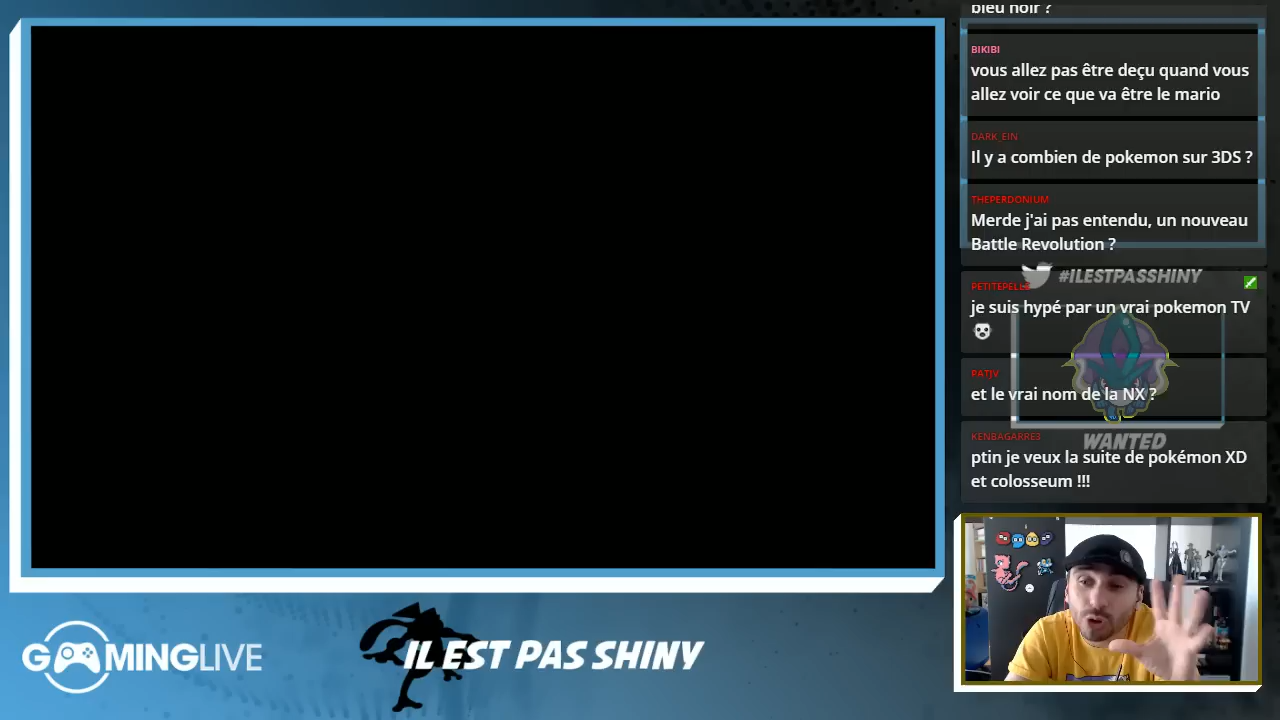 bleu noir ?
BIKIBI
vous allez pas être deçu quand vous
allez voir ce que va être le mario
DARK_EIN
Il y a combien de pokemon sur 3DS ?
THEPERDONIUM
Merde j'ai pas entendu, un nouveau
Battle Revolution ?
#ILESTPASSHINY
je suis hypé par un vrai pokemon TV
PATJV
et le vrai nom de la NX ?
KENBAGARRE3
WANTED
ptin je veux la suite de pokémon XD
et colosseum !!!
GAMINGLIVE
IL EST PAS SHINY